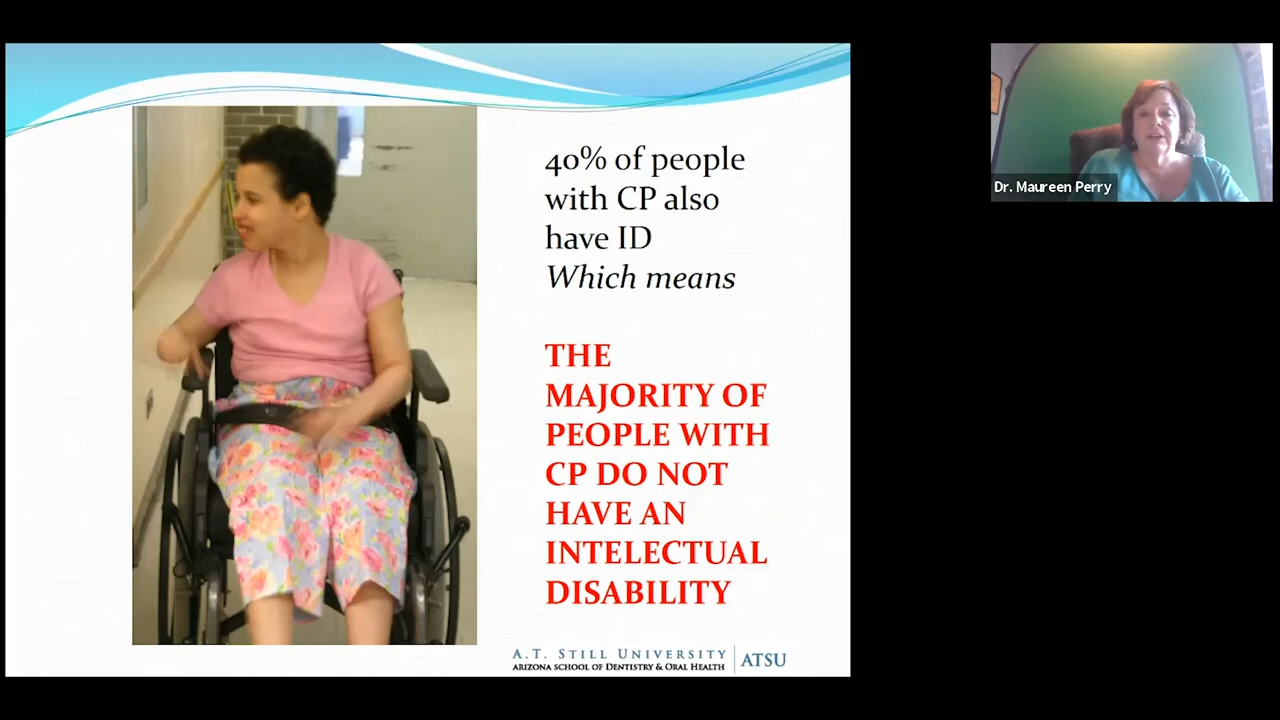 40% of people
with CP also
have ID
Which means
THE
MAJORITY OF
PEOPLE WITH
CP DO NOT
HAVE AN
INTELECTUAL
DISABILITY
A.T. STILL UNIVERSITY
ARIZONA SCHOOL OF DENTISTRY & ORAL HEALTH
ATSU
Dr. Maureen Perry